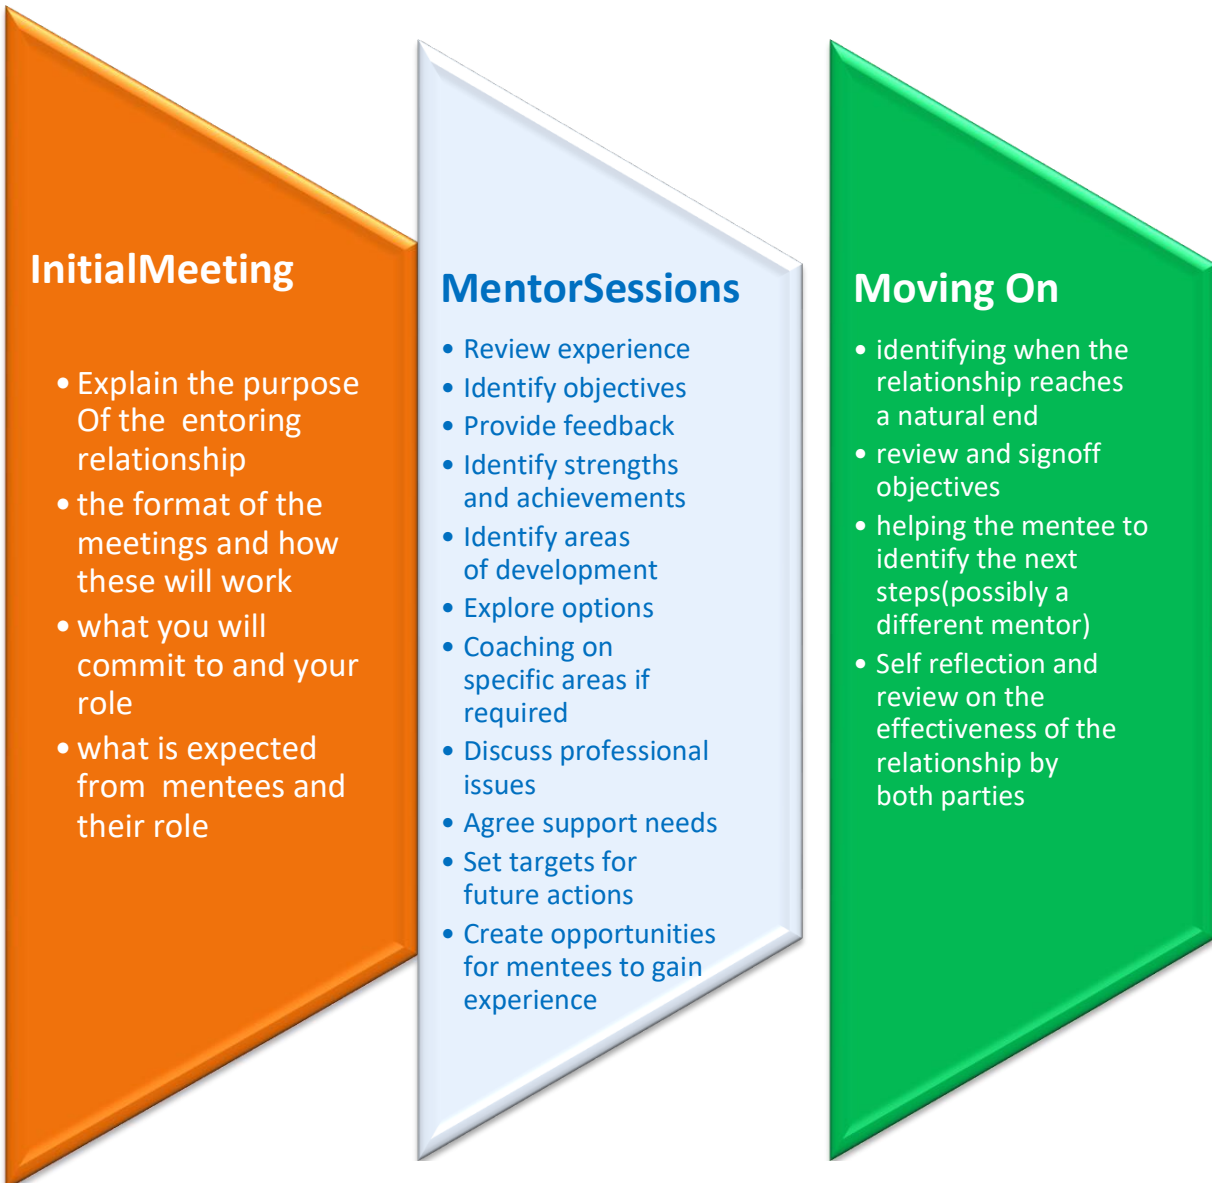 InitialMeeting
• Explain the purpose
Of the entoring
relationship
• the format of the
meetings and how
these will work
• what you will
commit to and your
role
• what is expected
from mentees and
their role
MentorSessions
• Review experience
• Identify objectives
• Provide feedback
• Identify strengths
and achievements
• Identify areas
of development
• Explore options
• Coaching on
specific areas if
required
• Discuss professional
issues
• Agree support needs
• Set targets for
future actions
• Create opportunities
for mentees to gain
experience
Moving On
• identifying when the
relationship reaches
a natural end
• review and signoff
objectives
• helping the mentee to
identify the next
steps(possibly a
different mentor)
• Self reflection and
review on the
effectiveness of the
relationship by
both parties